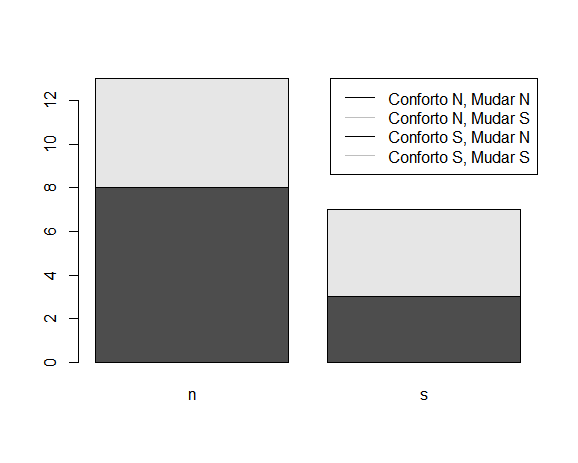 12
10
8
6
4
2
0
Conforto N, Mudar N
Conforto N, Mudar S
Conforto S, Mudar N
Conforto S, Mudar S
n
s